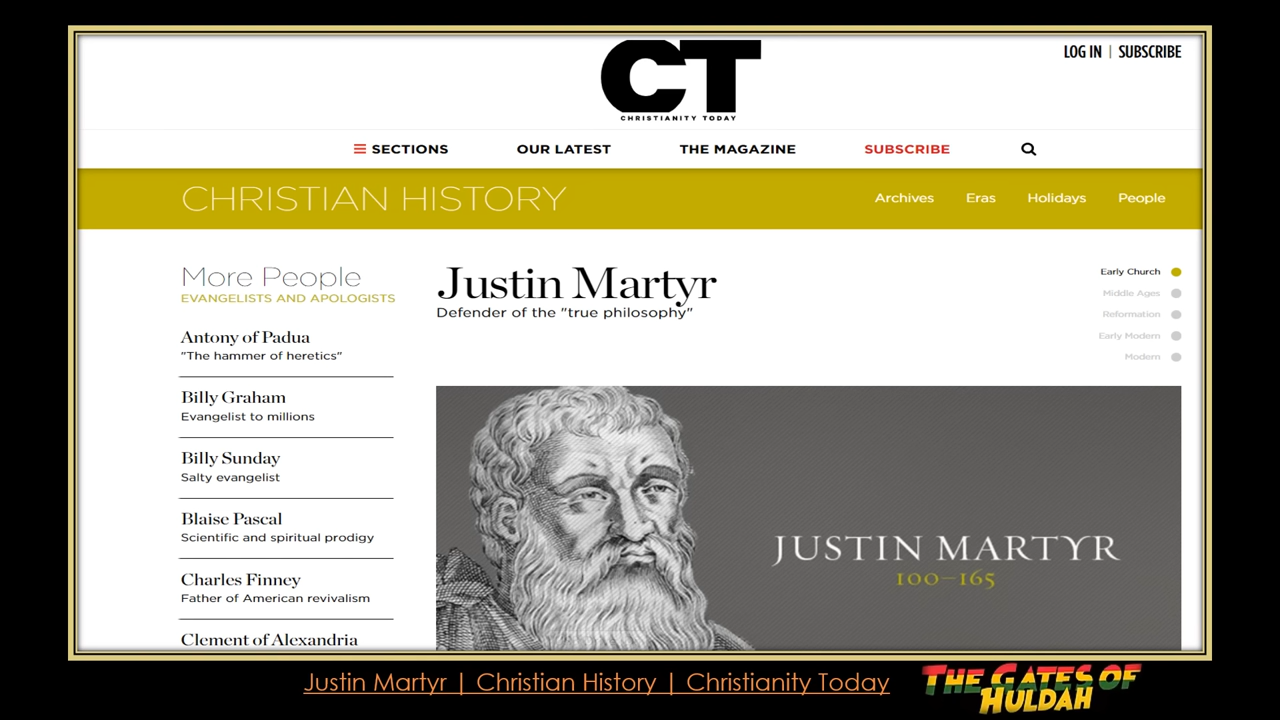 CT
CHRISTIANITY TODAY
LOG IN | SUBSCRIBE
SECTIONS
OUR LATEST
THE MAGAZINE
SUBSCRIBE
CHRISTIAN HISTORY
Archives
Eras
Holidays
People
More People
EVANGELISTS AND APOLOGISTS
Antony of Padua
"The hammer of heretics"
Billy Graham
Evangelist to millions
Billy Sunday
Salty evangelist
Blaise Pascal
Scientific and spiritual prodigy
Charles Finney
Father of American revivalism
Clement of Alexandria
Justin Martyr
Defender of the "true philosophy"
Early Church
Middle Ages
Reformation
Early Modern
Modern
JUSTIN MARTYR
100–165
Justin Martyr | Christian History | Christianity Today
THE GATES OF
HULDAH